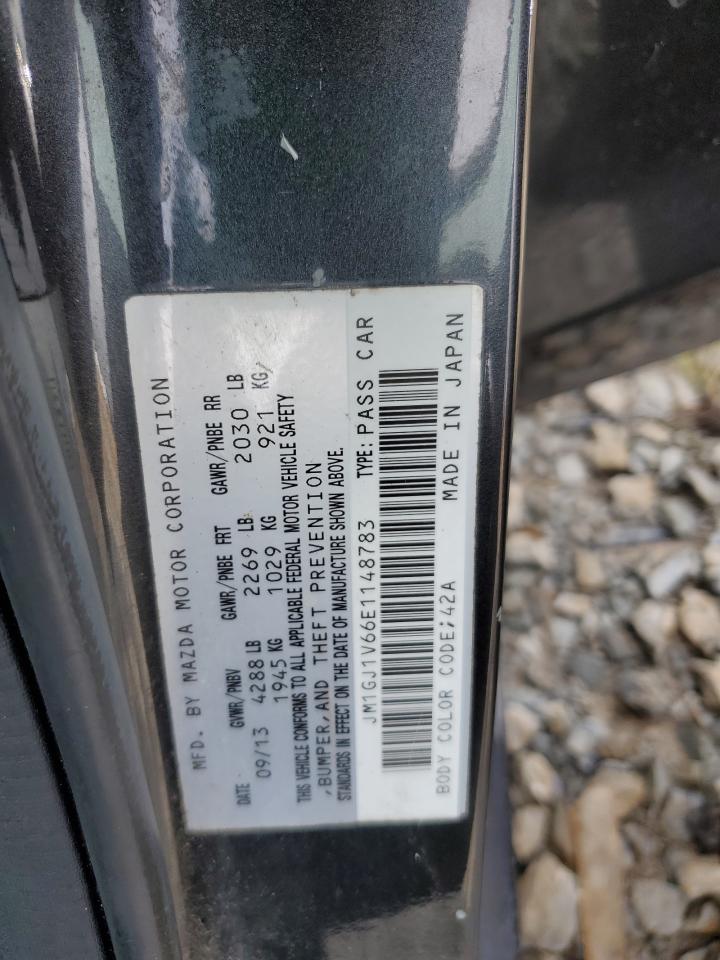 MFD. BY MAZDA MOTOR CORPORATION
DATE GVWR/PNBV GAWR/PNBE FRT GAWR/PNBE RR
09/13 4288 LB 2269 LB 2030 LB
1945 KG 1029 KG 921 KG
THIS VEHICLE CONFORMS TO ALL APPLICABLE FEDERAL MOTOR VEHICLE SAFETY
,BUMPER,AND THEFT PREVENTION
STANDARDS IN EFFECT ON THE DATE OF MANUFACTURE SHOWN ABOVE.
JM1GJ1V66E1148783 TYPE: PASS CAR
BODY COLOR CODE;42A MADE IN JAPAN